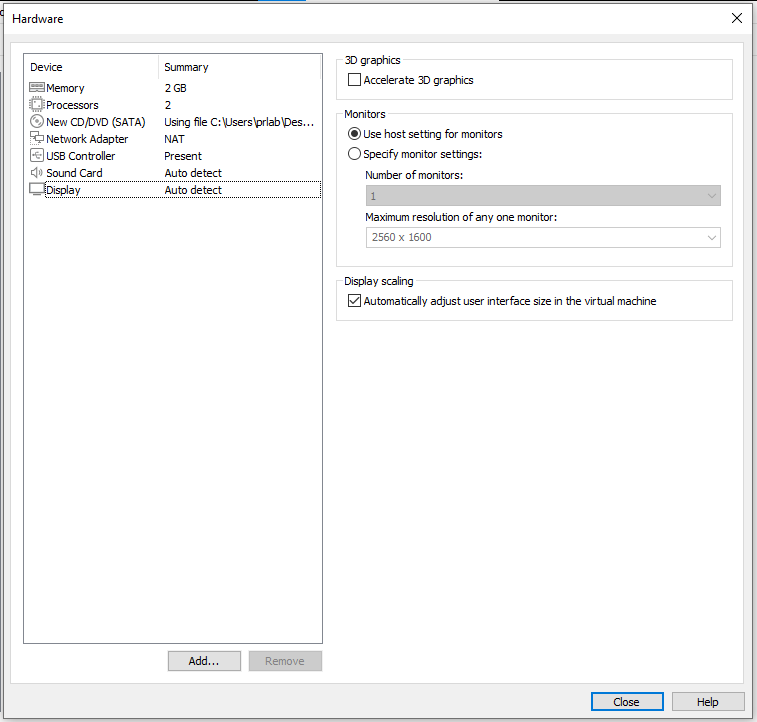 Hardware
Device Summary
Memory 2 GB
Processors 2
New CD/DVD (SATA) Using file C:\Users\prlab\Des...
Network Adapter NAT
USB Controller Present
Sound Card Auto detect
Display Auto detect
Add... Remove
3D graphics
Accelerate 3D graphics
Monitors
Use host setting for monitors
Specify monitor settings:
Number of monitors:
1
Maximum resolution of any one monitor:
2560 x 1600
Display scaling
Automatically adjust user interface size in the virtual machine
Close Help